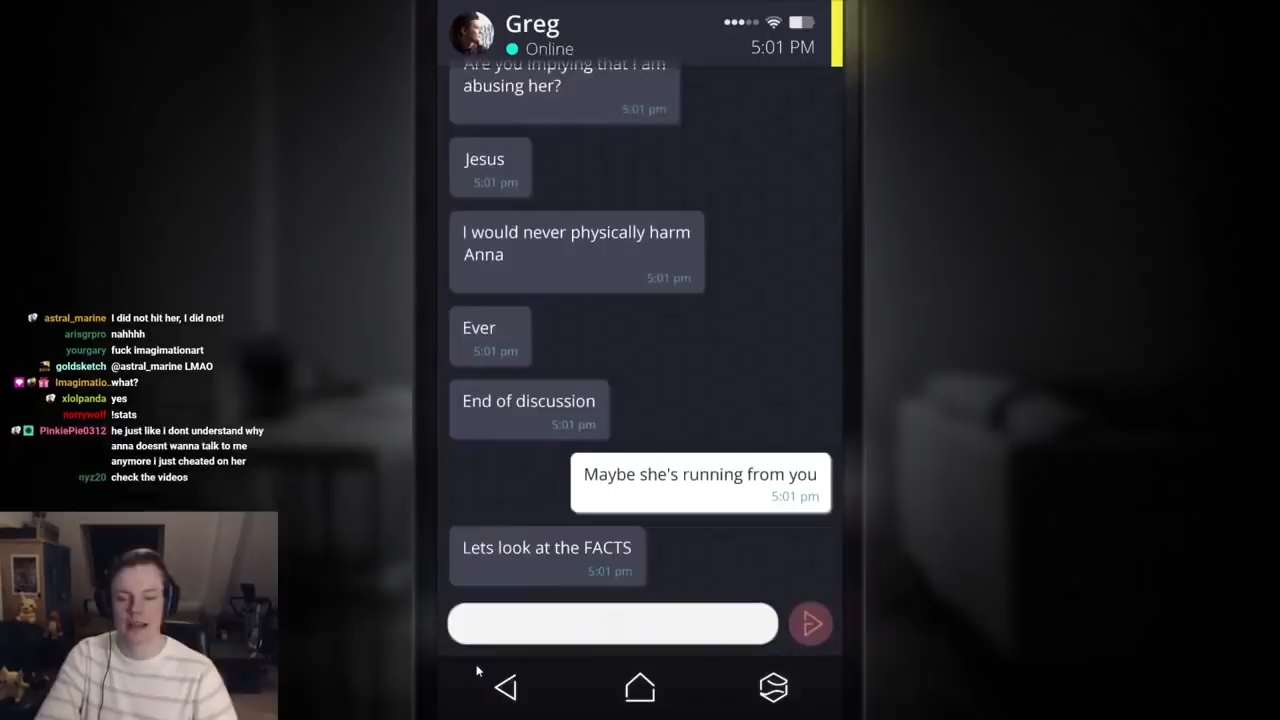 Greg
Online
5:01 PM
Are you implying that I am
abusing her?
5:01 pm
Jesus
5:01 pm
I would never physically harm
Anna
5:01 pm
Ever
5:01 pm
End of discussion
5:01 pm
Maybe she's running from you
5:01 pm
Lets look at the FACTS
5:01 pm
astral_marine I did not hit her, I did not!
arisgrpro nahhhh
yourgary fuck imagimationart
goldsketch @astral_marine LMAO
Imagimatio.. what?
xlolpanda yes
norrywolf !stats
PinkiePie0312 he just like i dont understand why
anna doesnt wanna talk to me
anymore i just cheated on her
nyz20 check the videos